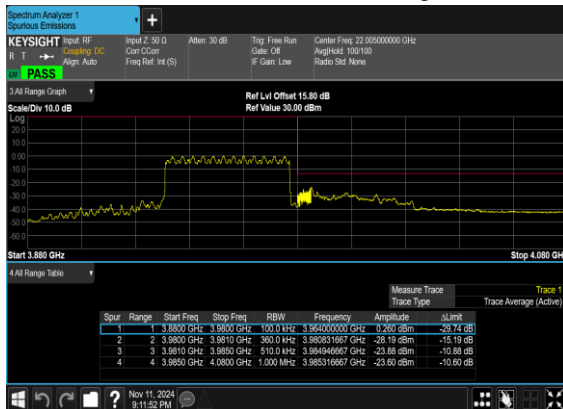 Spectrum Analyzer 1
Spurious Emissions
KEYSIGHT Input: RF Input Z: 50 Ω Atten: 30 dB Trig: Free Run Center Freq: 22.005000000 GHz
R T Coupling: DC Corr CCorr Gate: Off Avg|Hold: 100/100
Align: Auto Freq Ref: Int (S) IF Gain: Low Radio Std: None
PASS
3 All Range Graph
Ref Lvl Offset 15.80 dB
Scale/Div 10.0 dB Ref Value 30.00 dBm
Log
20.0
10.0
0.00
-10.0
-20.0
-30.0
-40.0
-50.0
-60.0
Start 3.880 GHz Stop 4.080 GH
4 All Range Table
Measure Trace Trace 1
Trace Type Trace Average (Active)
Spur Range Start Freq Stop Freq RBW Frequency Amplitude ΔLimit
1 1 3.8800 GHz 3.9800 GHz 100.0 kHz 3.964000000 GHz 0.260 dBm -29.74 dB
2 2 3.9800 GHz 3.9810 GHz 360.0 kHz 3.980831667 GHz -28.19 dBm -15.19 dB
3 3 3.9810 GHz 3.9850 GHz 510.0 kHz 3.984946667 GHz -23.88 dBm -10.88 dB
4 4 3.9850 GHz 4.0800 GHz 1.000 MHz 3.985316667 GHz -23.60 dBm -10.60 dB
Nov 11, 2024
9:11:52 PM